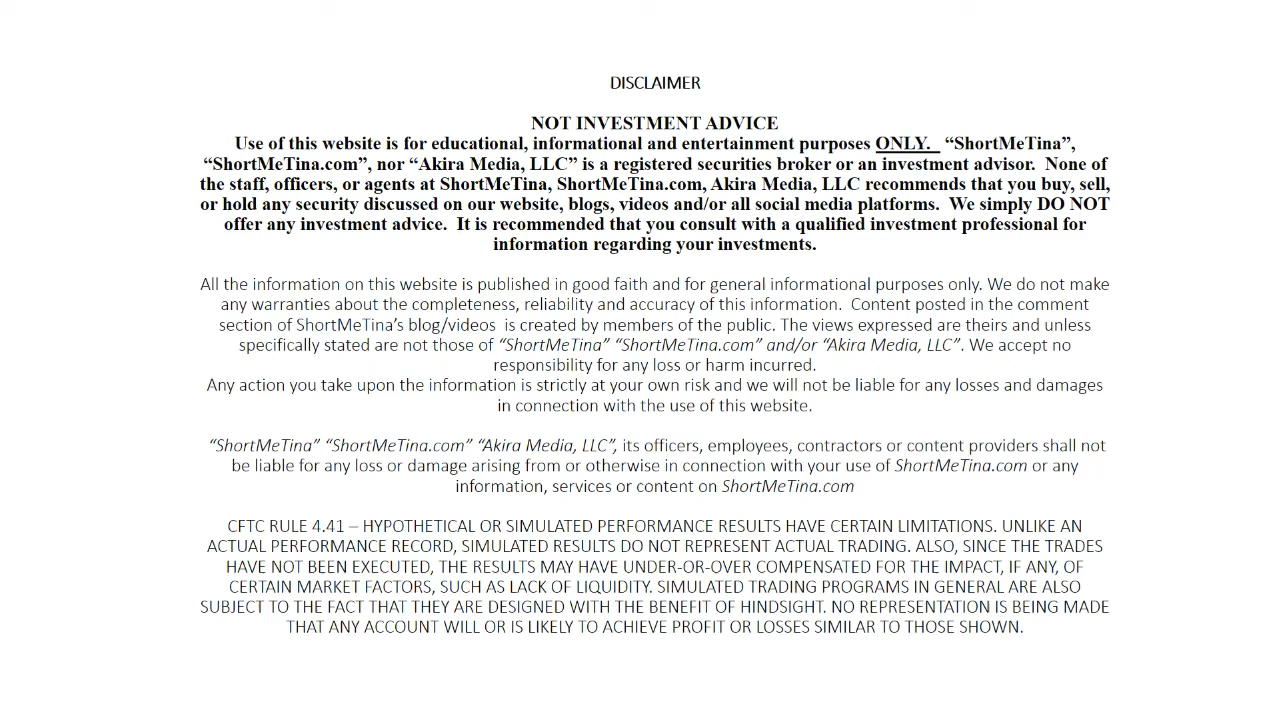 DISCLAIMER
NOT INVESTMENT ADVICE
Use of this website is for educational, informational and entertainment purposes ONLY. “ShortMeTina”,
“ShortMeTina.com”, nor “Akira Media, LLC” is a registered securities broker or an investment advisor. None of
the staff, officers, or agents at ShortMeTina, ShortMeTina.com, Akira Media, LLC recommends that you buy, sell,
or hold any security discussed on our website, blogs, videos and/or all social media platforms. We simply DO NOT
offer any investment advice. It is recommended that you consult with a qualified investment professional for
information regarding your investments.
All the information on this website is published in good faith and for general informational purposes only. We do not make
any warranties about the completeness, reliability and accuracy of this information. Content posted in the comment
section of ShortMeTina’s blog/videos is created by members of the public. The views expressed are theirs and unless
specifically stated are not those of “ShortMeTina” “ShortMeTina.com” and/or “Akira Media, LLC”. We accept no
responsibility for any loss or harm incurred.
Any action you take upon the information is strictly at your own risk and we will not be liable for any losses and damages
in connection with the use of this website.
“ShortMeTina” “ShortMeTina.com” “Akira Media, LLC”, its officers, employees, contractors or content providers shall not
be liable for any loss or damage arising from or otherwise in connection with your use of ShortMeTina.com or any
information, services or content on ShortMeTina.com
CFTC RULE 4.41 – HYPOTHETICAL OR SIMULATED PERFORMANCE RESULTS HAVE CERTAIN LIMITATIONS. UNLIKE AN
ACTUAL PERFORMANCE RECORD, SIMULATED RESULTS DO NOT REPRESENT ACTUAL TRADING. ALSO, SINCE THE TRADES
HAVE NOT BEEN EXECUTED, THE RESULTS MAY HAVE UNDER-OR-OVER COMPENSATED FOR THE IMPACT, IF ANY, OF
CERTAIN MARKET FACTORS, SUCH AS LACK OF LIQUIDITY. SIMULATED TRADING PROGRAMS IN GENERAL ARE ALSO
SUBJECT TO THE FACT THAT THEY ARE DESIGNED WITH THE BENEFIT OF HINDSIGHT. NO REPRESENTATION IS BEING MADE
THAT ANY ACCOUNT WILL OR IS LIKELY TO ACHIEVE PROFIT OR LOSSES SIMILAR TO THOSE SHOWN.